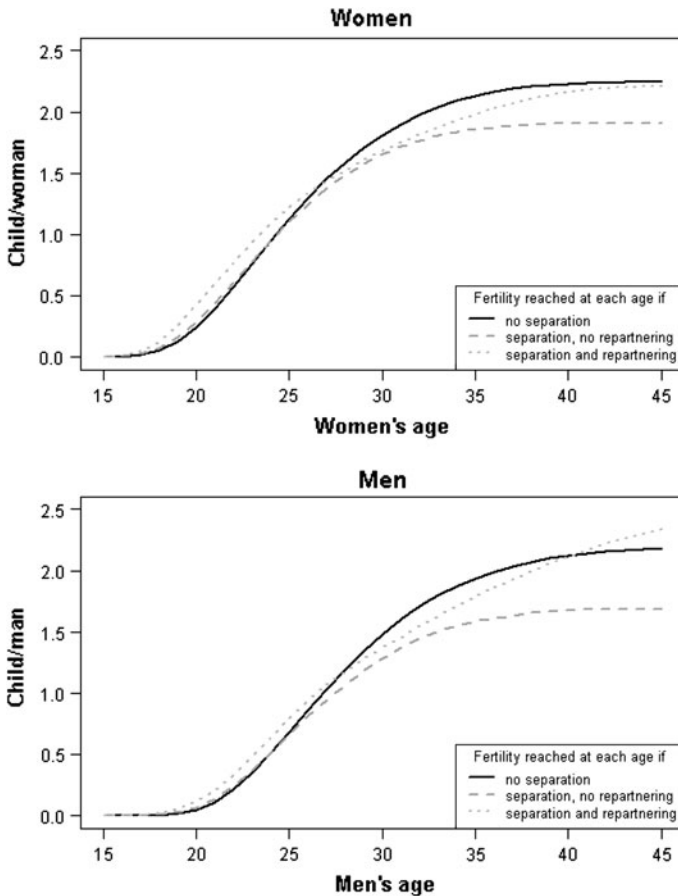 Women
Child/woman
2.5
2.0
1.5
1.0
0.5
0.0
Fertility reached at each age if
no separation
separation, no repartnering
separation and repartnering
15 20 25 30 35 40 45
Women's age
Men
Child/man
2.5
2.0
1.5
1.0
0.5
0.0
Fertility reached at each age if
no separation
separation, no repartnering
separation and repartnering
15 20 25 30 35 40 45
Men's age